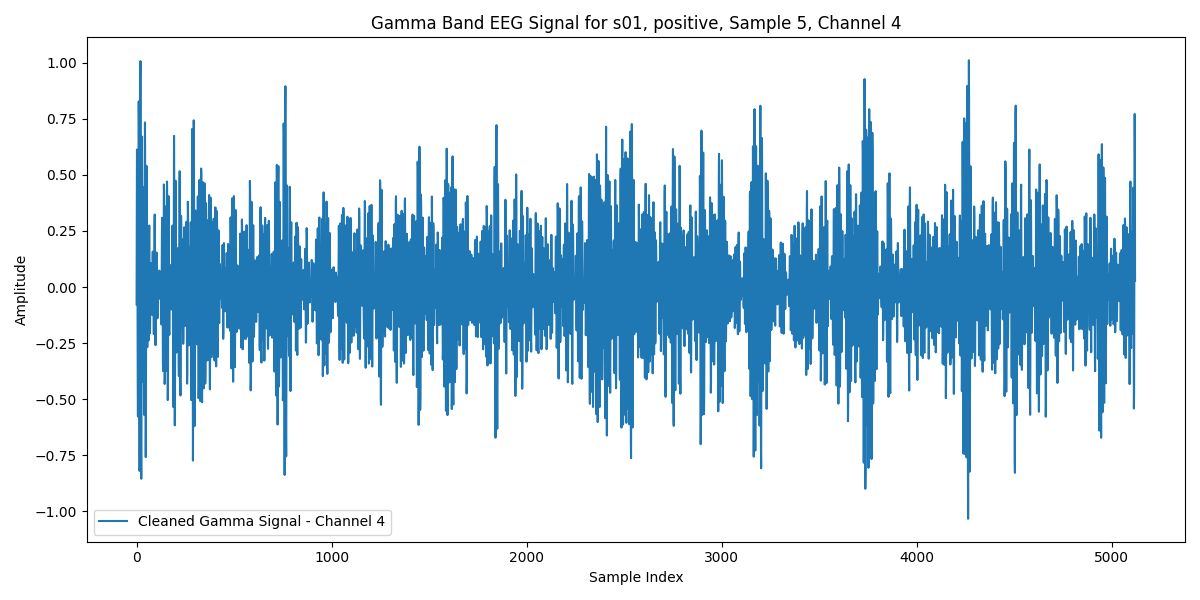 Gamma Band EEG Signal for s01, positive, Sample 5, Channel 4
Amplitude
1.00
0.75
0.50
0.25
0.00
−0.25
−0.50
−0.75
−1.00
Cleaned Gamma Signal - Channel 4
0 1000 2000 3000 4000 5000
Sample Index